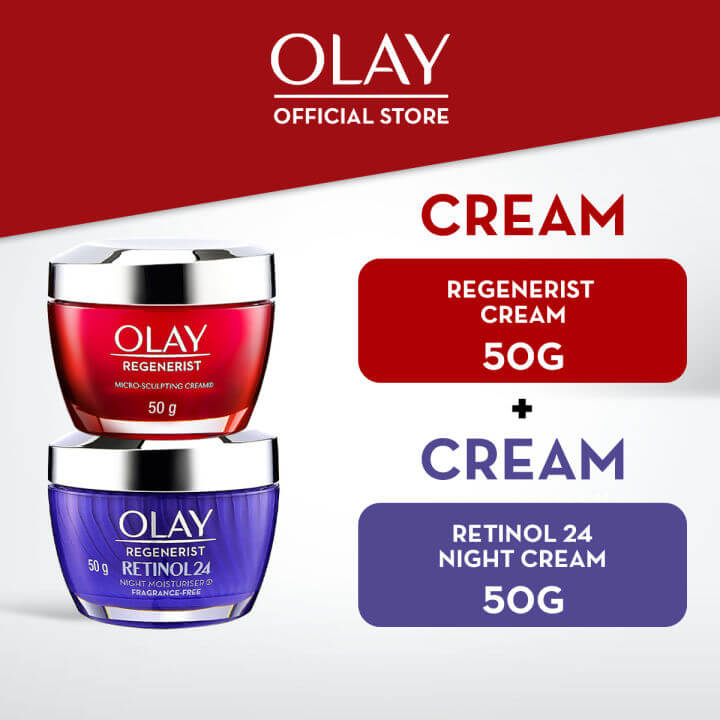 OLAY
OFFICIAL STORE
CREAM
REGENERIST
CREAM
50G
+
CREAM
RETINOL 24
NIGHT CREAM
50G
OLAY
REGENERIST
MICRO-SCULPTING CREAM®
50 g
OLAY
REGENERIST
RETINOL24
50 g
NIGHT MOISTURISER
FRAGRANCE-FREE